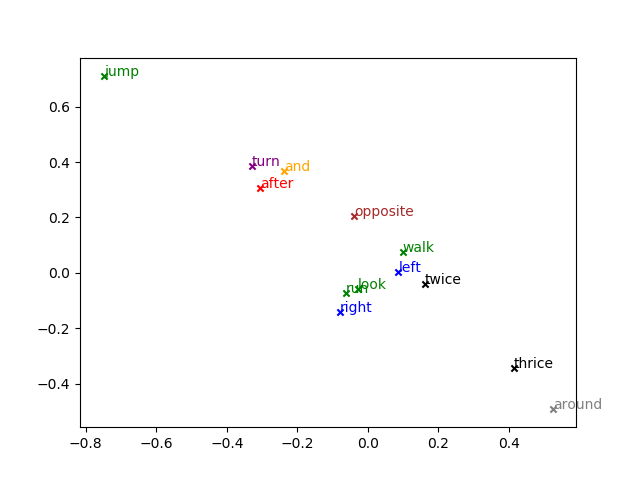 jump
turn
and
after
opposite
walk
left
look
run
twice
right
thrice
around
0.6
0.4
0.2
0.0
−0.2
−0.4
−0.8 −0.6 −0.4 −0.2 0.0 0.2 0.4